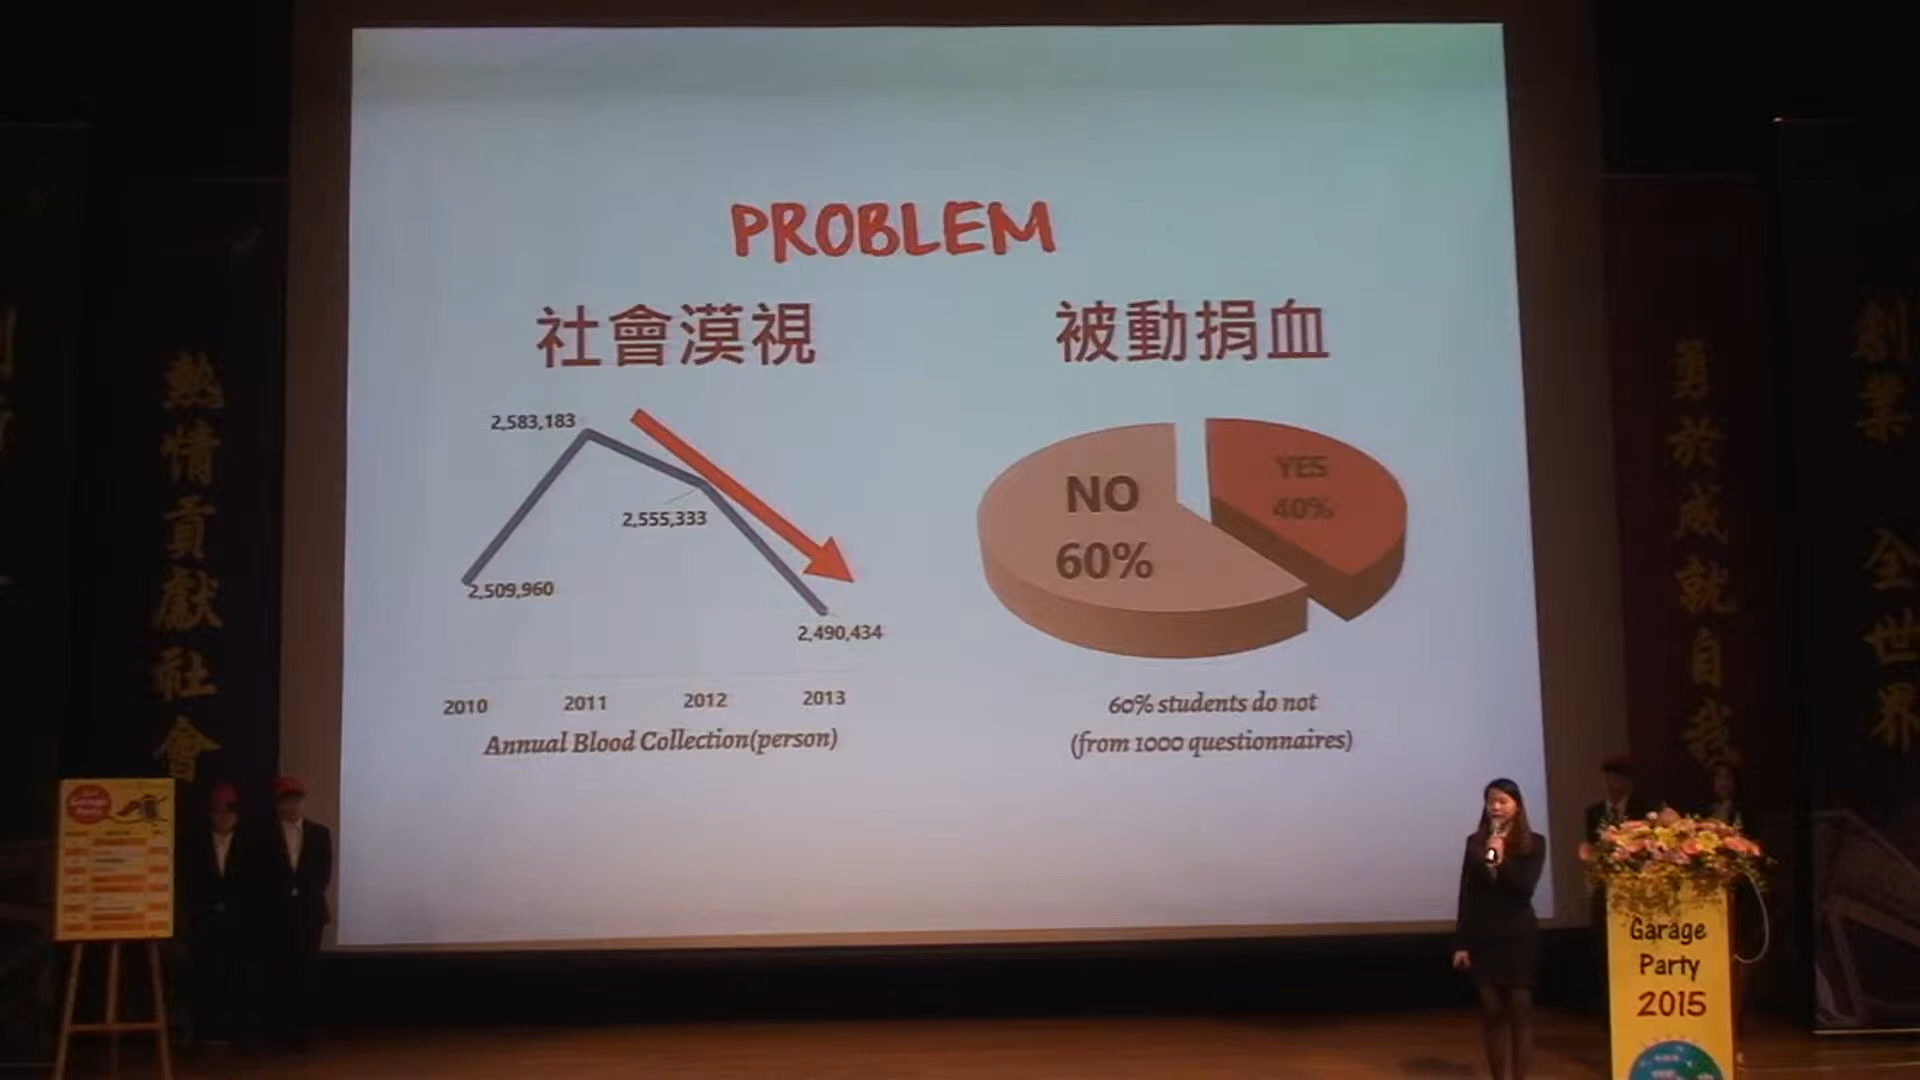 PROBLEM
社會漠視
被動捐血
2,583,183
2,555,333
2,509,960
2,490,434
2010 2011 2012 2013
Annual Blood Collection(person)
NO
60%
YES
40%
60% students do not
(from 1000 questionnaires)
熱情貢獻社會
勇於成就自我
創業 全世界
Garage
Party
2015
Garage
Party